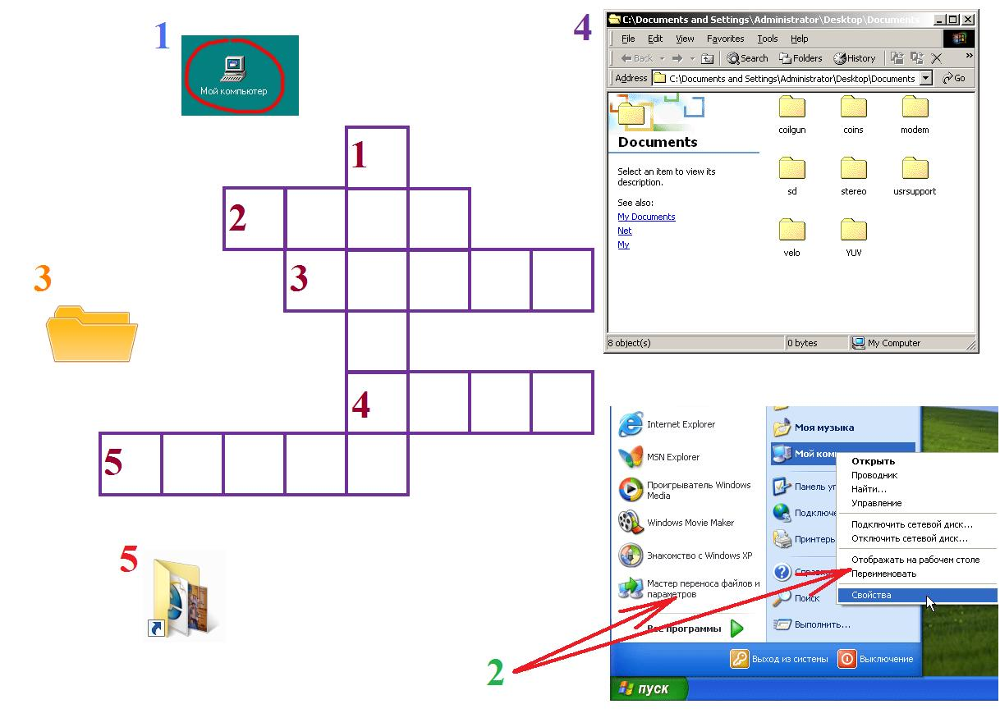 1
Мой компьютер
4
C:\Documents and Settings\Administrator\Desktop\Documents
File Edit View Favorites Tools Help
Back Search Folders History
Address C:\Documents and Settings\Administrator\Desktop\Documents Go
Documents
Select an item to view its
description.
See also:
My Documents
Net
My
coilgun coins modem
sd stereo usrsupport
velo YUV
8 object(s) 0 bytes My Computer
1
2
3
3
4
5
5
2
Internet Explorer
MSN Explorer
Проигрыватель Windows
Media
Windows Movie Maker
Знакомство с Windows XP
Мастер переноса файлов и
параметров
Все программы
Моя музыка
Мой ком
Панель уп
Подключе
Принтеры
Спра
Поиск
Выполнить...
Открыть
Проводник
Найти...
Управление
Подключить сетевой диск...
Отключить сетевой диск...
Отображать на рабочем столе
Переименовать
Свойства
Выход из системы Выключение
пуск